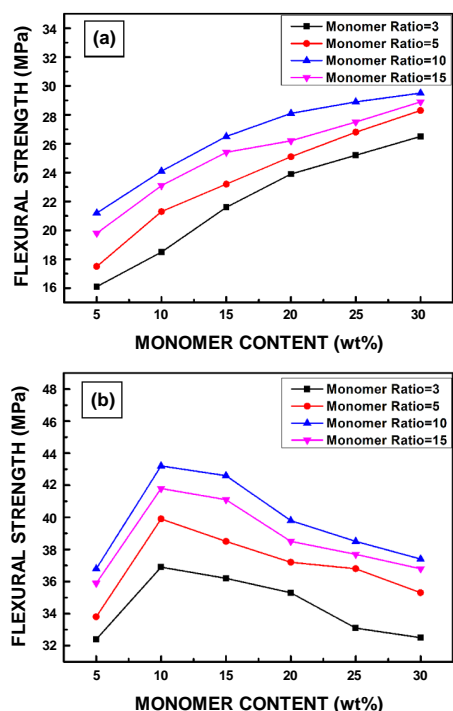 (a)
Monomer Ratio=3
Monomer Ratio=5
Monomer Ratio=10
Monomer Ratio=15
FLEXURAL STRENGTH (MPa)
34
32
30
28
26
24
22
20
18
16
5 10 15 20 25 30
MONOMER CONTENT (wt%)
(b)
Monomer Ratio=3
Monomer Ratio=5
Monomer Ratio=10
Monomer Ratio=15
FLEXURAL STRENGTH (MPa)
48
46
44
42
40
38
36
34
32
5 10 15 20 25 30
MONOMER CONTENT (wt%)